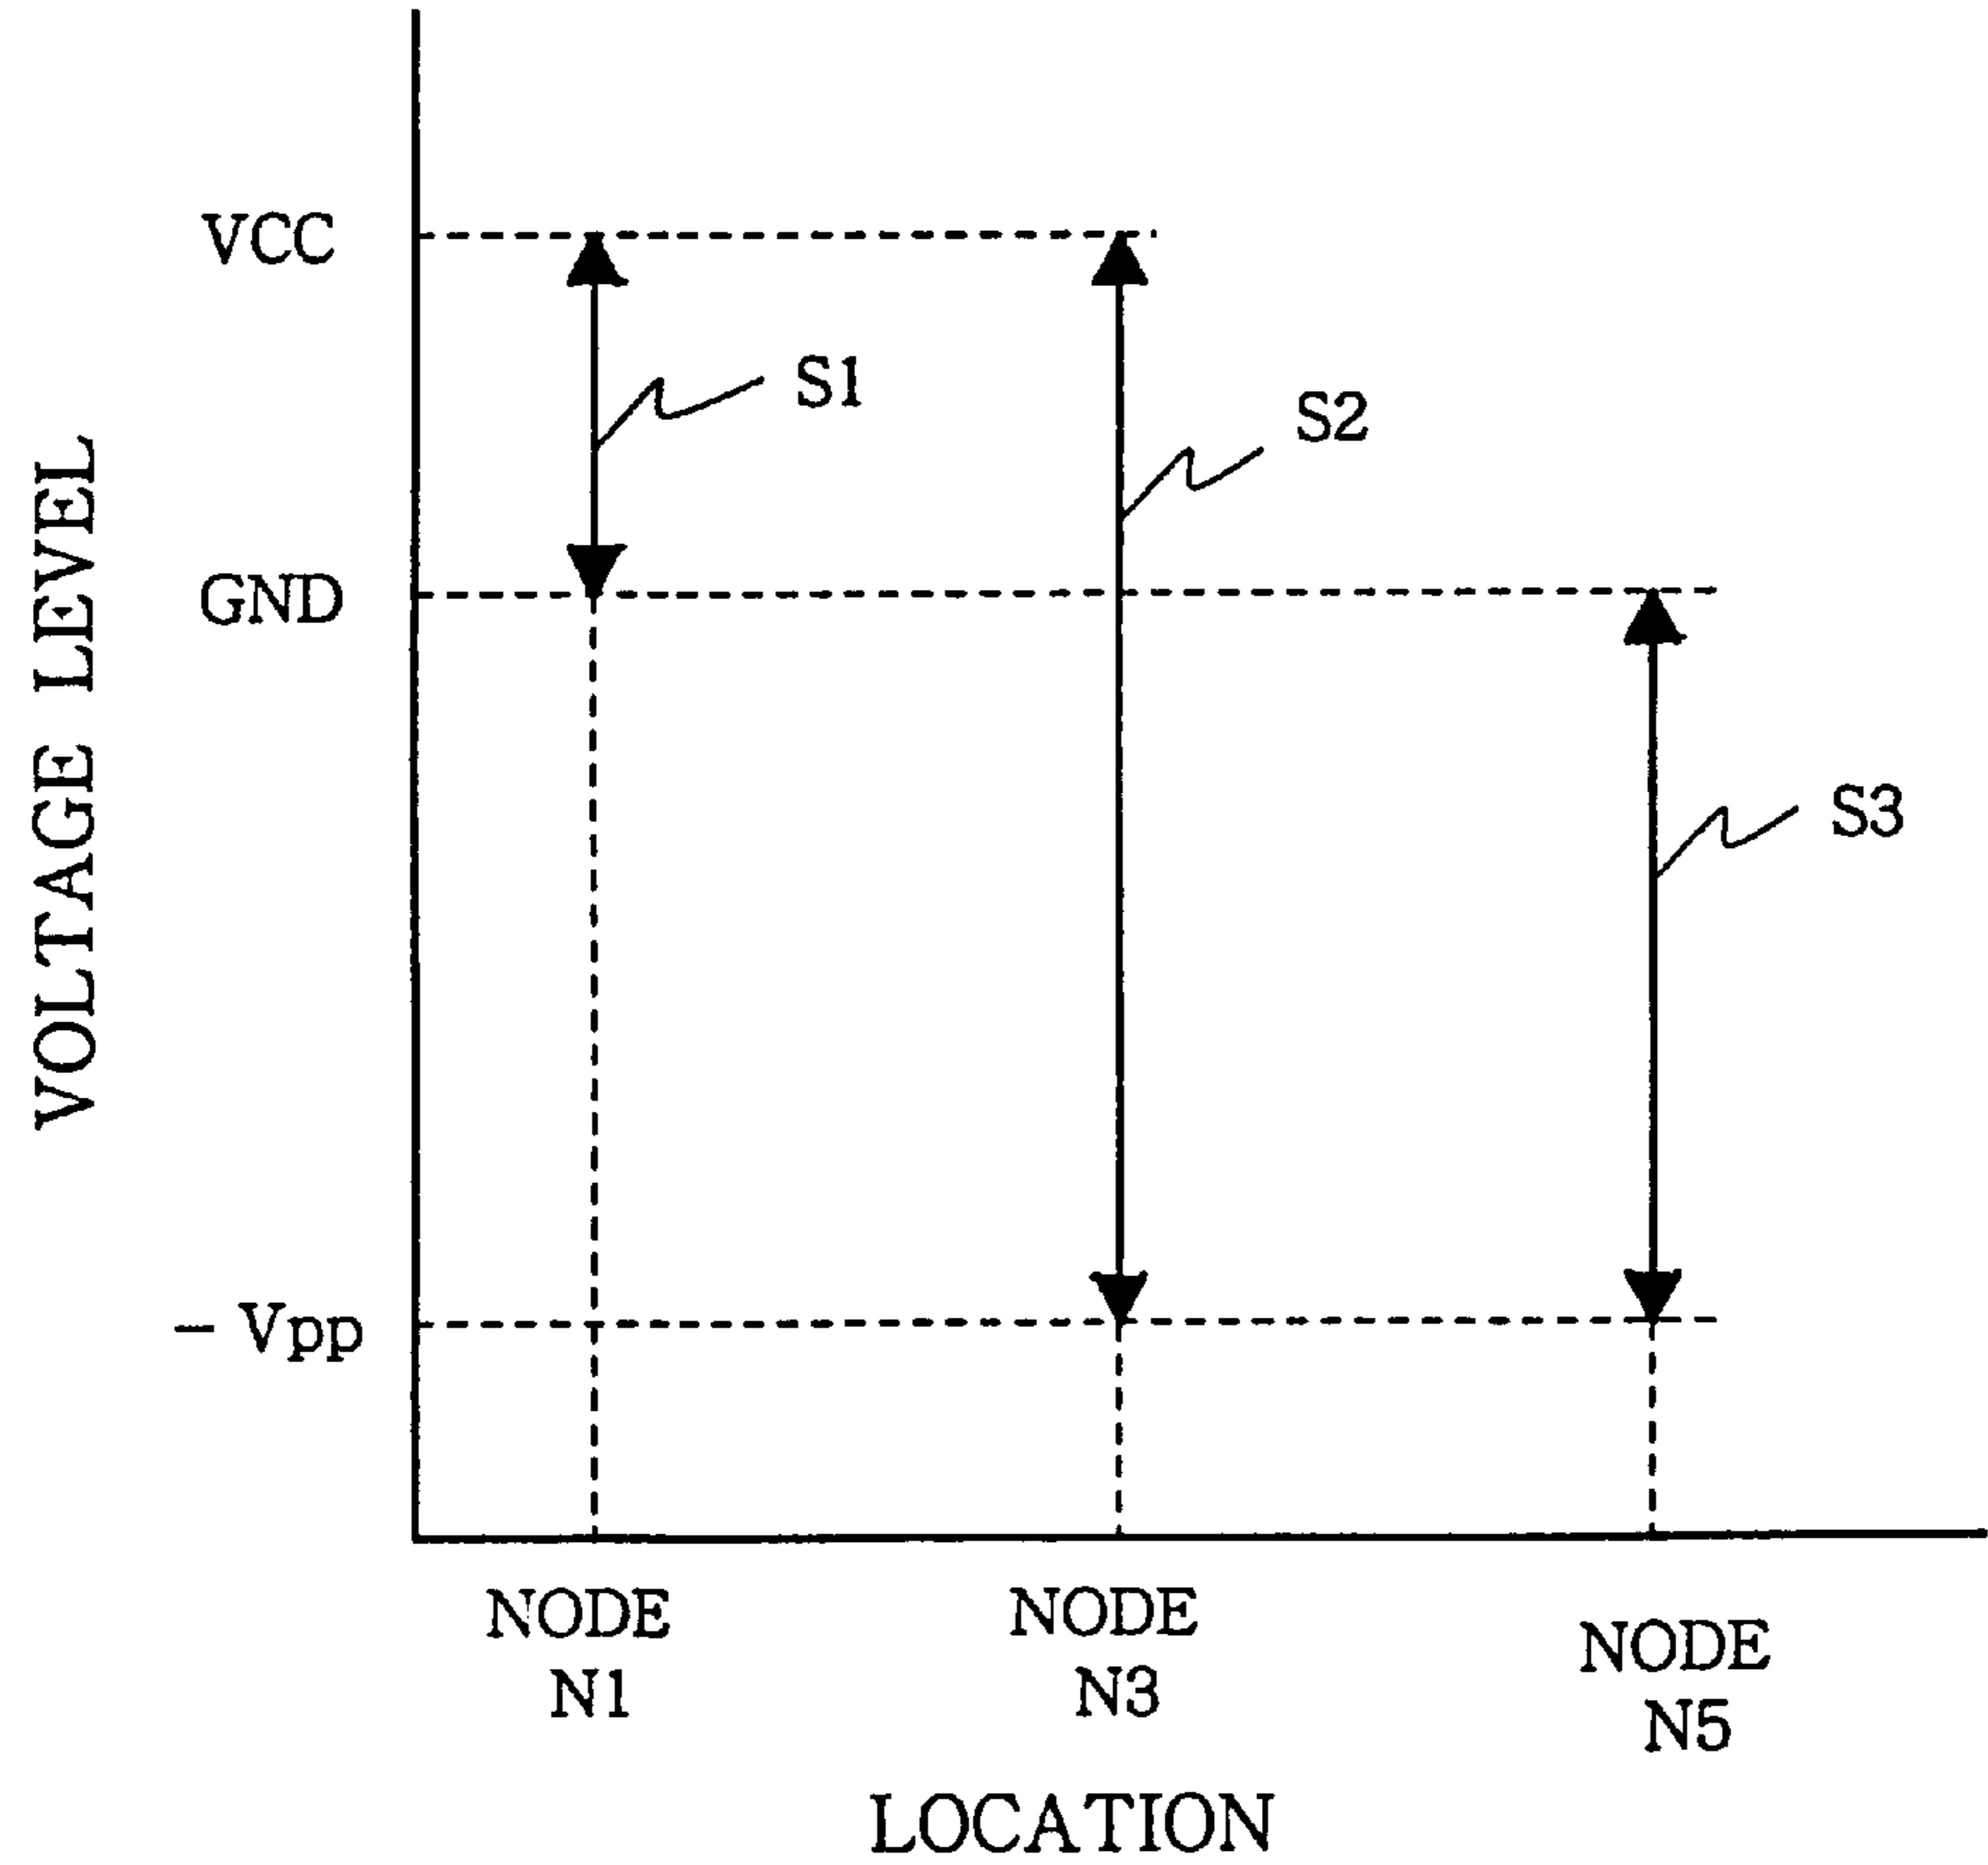 VCC
S1
S2
GND
S3
VOLTAGE LEVEL
– Vpp
NODE
N1
NODE
N3
NODE
N5
LOCATION